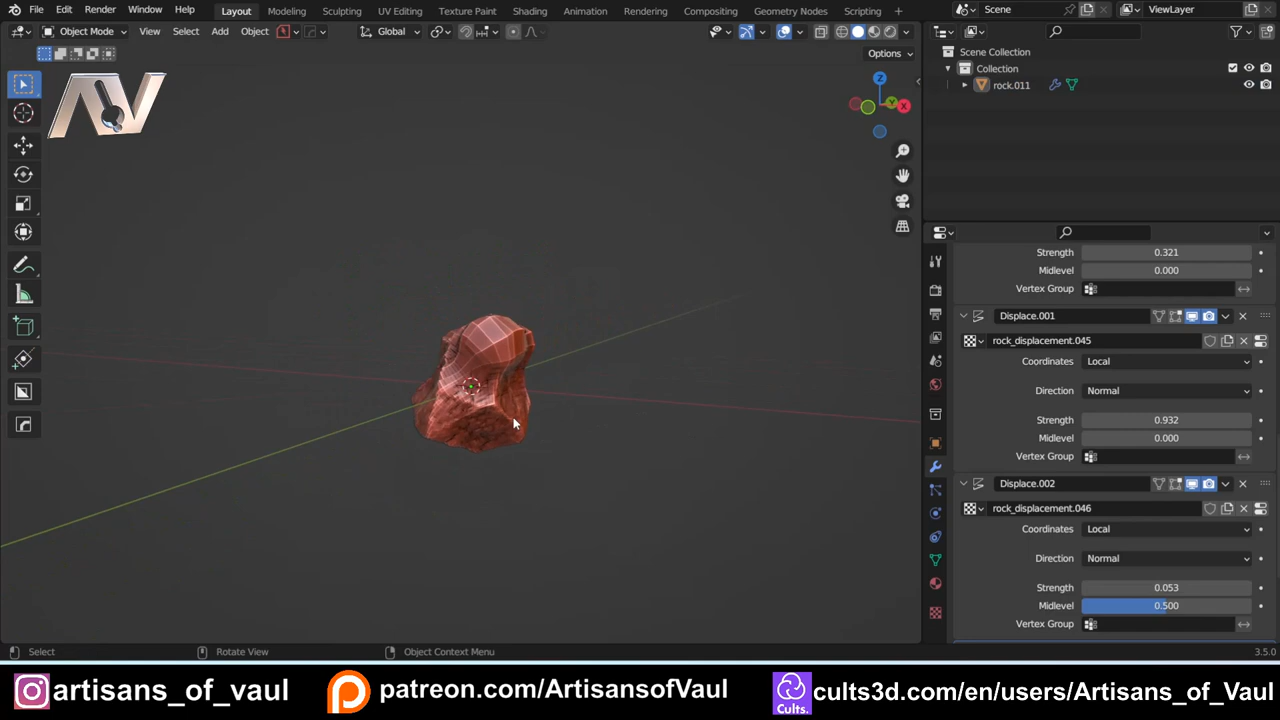 File Edit Render Window Help Layout Modeling Sculpting UV Editing Texture Paint Shading Animation Rendering Compositing Geometry Nodes Scripting + Scene ViewLayer
Object Mode View Select Add Object Global
Options
AV
Z
Y
X
Scene Collection
Collection
rock.011
Strength 0.321
Midlevel 0.000
Vertex Group
Displace.001
rock_displacement.045
Coordinates Local
Direction Normal
Strength 0.932
Midlevel 0.000
Vertex Group
Displace.002
rock_displacement.046
Coordinates Local
Direction Normal
Strength 0.053
Midlevel 0.500
Vertex Group
Select Rotate View Object Context Menu 3.5.0
artisans_of_vaul patreon.com/ArtisansofVaul Cults. cults3d.com/en/users/Artisans_of_Vaul